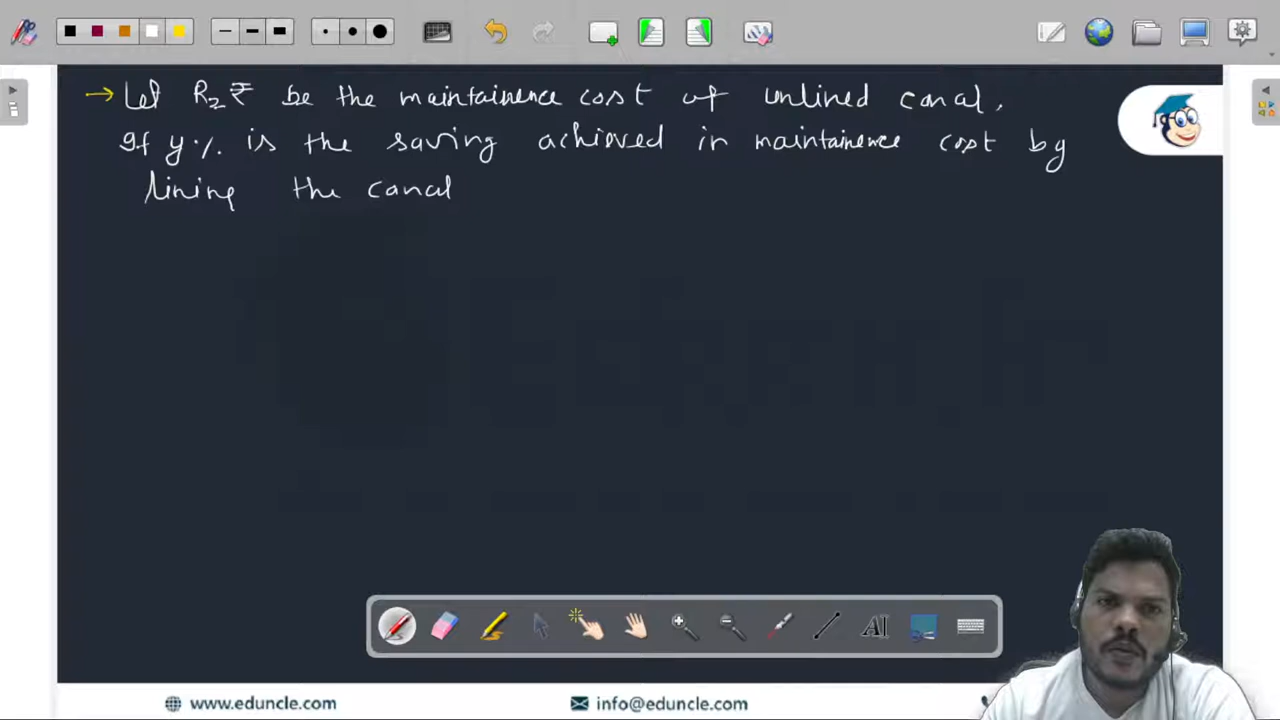 → Let R₂ ₹ be the maintainence cost of unlined canal.
If y % is the saving achieved in maintainence cost by
lining the canal
AI
www.eduncle.com
info@eduncle.com